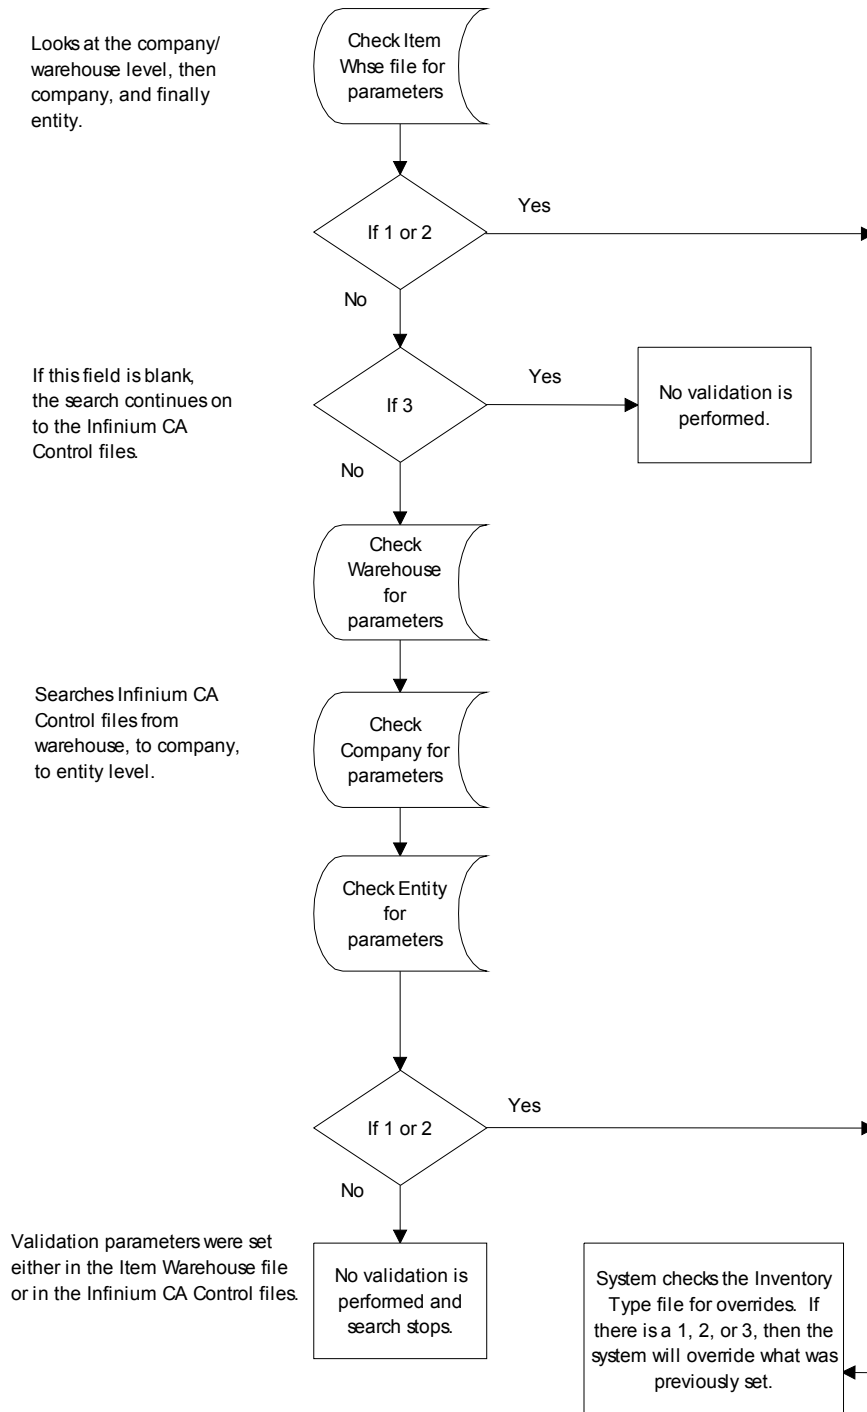 Looks at the company/
warehouse level, then
company, and finally
entity.
Check Item
Whse file for
parameters
If 1 or 2
Yes
No
If this field is blank,
the search continues on
to the Infinium CA
Control files.
If 3
Yes
No validation is
performed.
No
Check
Warehouse
for
parameters
Searches Infinium CA
Control files from
warehouse, to company,
to entity level.
Check
Company for
parameters
Check Entity
for
parameters
If 1 or 2
Yes
No
Validation parameters were set
either in the Item Warehouse file
or in the Infinium CA Control files.
No validation is
performed and
search stops.
System checks the Inventory
Type file for overrides. If
there is a 1, 2, or 3, then the
system will override what was
previously set.